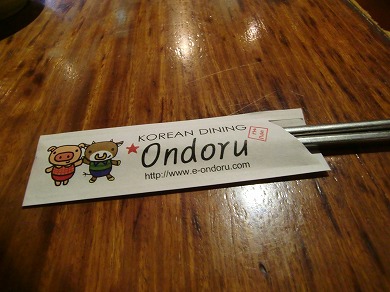 KOREAN DINING
Ondoru
http://www.e-ondoru.com